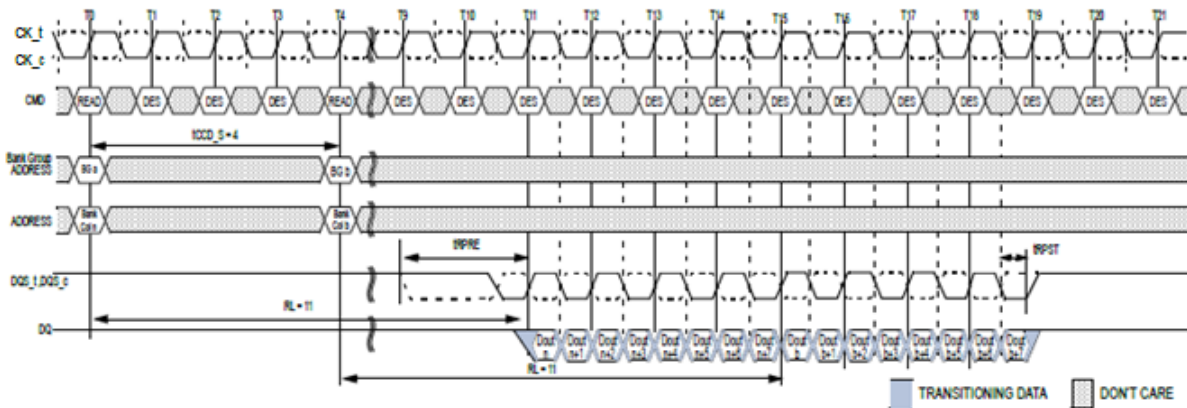 T0 T1 T2 T3 T4 T9 T10 T11 T12 T13 T14 T15 T16 T17 T18 T19 T20 T21
CK_t
CK_c
CMD READ DES DES DES READ DES DES DES DES DES DES DES DES DES DES DES DES DES
tCCD_S = 4
Bank Group
ADDRESS BG a BG b
ADDRESS Bank Col n Bank Col b
tRPRE tRPST
DQS_t,DQS_c
RL = 11
DQ Dout n Dout n+1 Dout n+2 Dout n+3 Dout n+4 Dout n+5 Dout n+6 Dout n+7 Dout b Dout b+1 Dout b+2 Dout b+3 Dout b+4 Dout b+5 Dout b+6 Dout b+7
RL = 11
TRANSITIONING DATA DON'T CARE